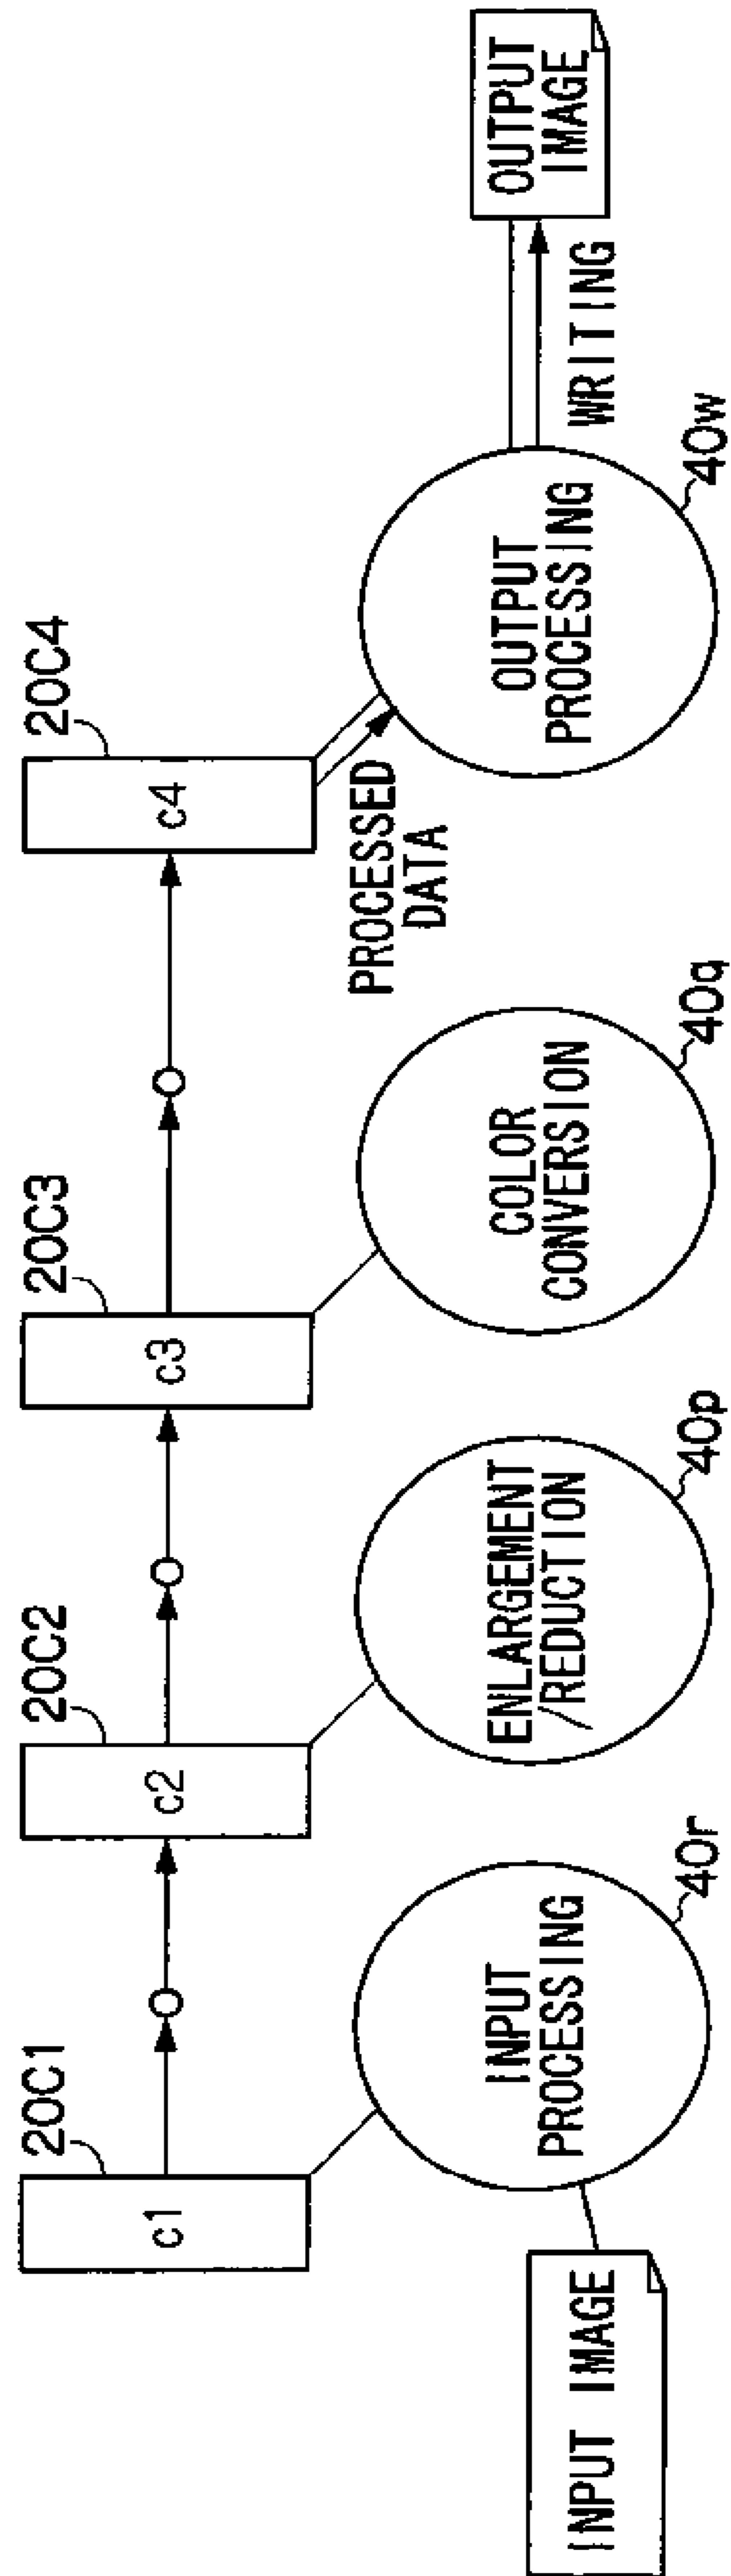 20C1
20C2
20C3
20C4
c1
c2
c3
c4
PROCESSED
DATA
INPUT IMAGE
INPUT
PROCESSING
40r
ENLARGEMENT
/REDUCTION
40p
COLOR
CONVERSION
40q
OUTPUT
PROCESSING
40w
WRITING
OUTPUT
IMAGE